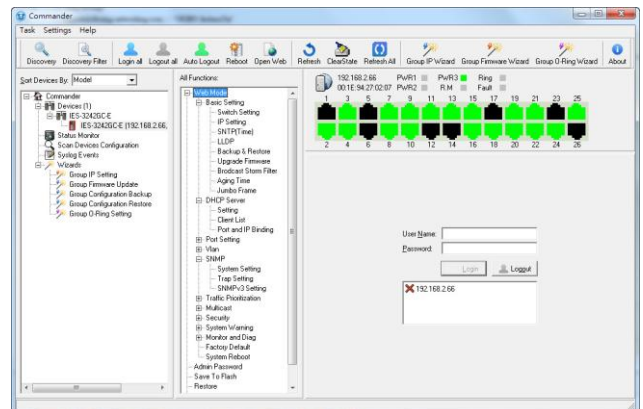 Commander
Task Settings Help
Discovery Discovery Filter Login all Logout all Auto Logout Reboot Open Web Refresh ClearState Refresh All Group IP Wizard Group Firmware Wizard Group O-Ring Wizard About
Sort Devices By: Model
Commander
Devices (1)
IES-3242GC-E
IES-3242GC-E (192.168.2.66,
Status Monitor
Scan Devices Configuration
Syslog Events
Wizards
Group IP Setting
Group Firmware Update
Group Configuration Backup
Group Configuration Restore
Group O-Ring Setting
All Functions:
Web Mode
Basic Setting
Switch Setting
IP Setting
SNTP(Time)
LLDP
Backup & Restore
Upgrade Firmware
Brodcast Storm Filter
Aging Time
Jumbo Frame
DHCP Server
Setting
Client List
Port and IP Binding
Port Setting
Vlan
SNMP
System Setting
Trap Setting
SNMPv3 Setting
Traffic Prioritization
Multicast
Security
System Warning
Monitor and Diag
Factory Default
System Reboot
Admin Password
Save To Flash
Restore
192.168.2.66 PWR1 PWR3 Ring
00:1E:94:27:02:07 PWR2 R.M Fault
1 3 5 7 9 11 13 15 17 19 21 23 25
2 4 6 8 10 12 14 16 18 20 22 24 26
User Name:
Password:
Login Logout
192.168.2.66